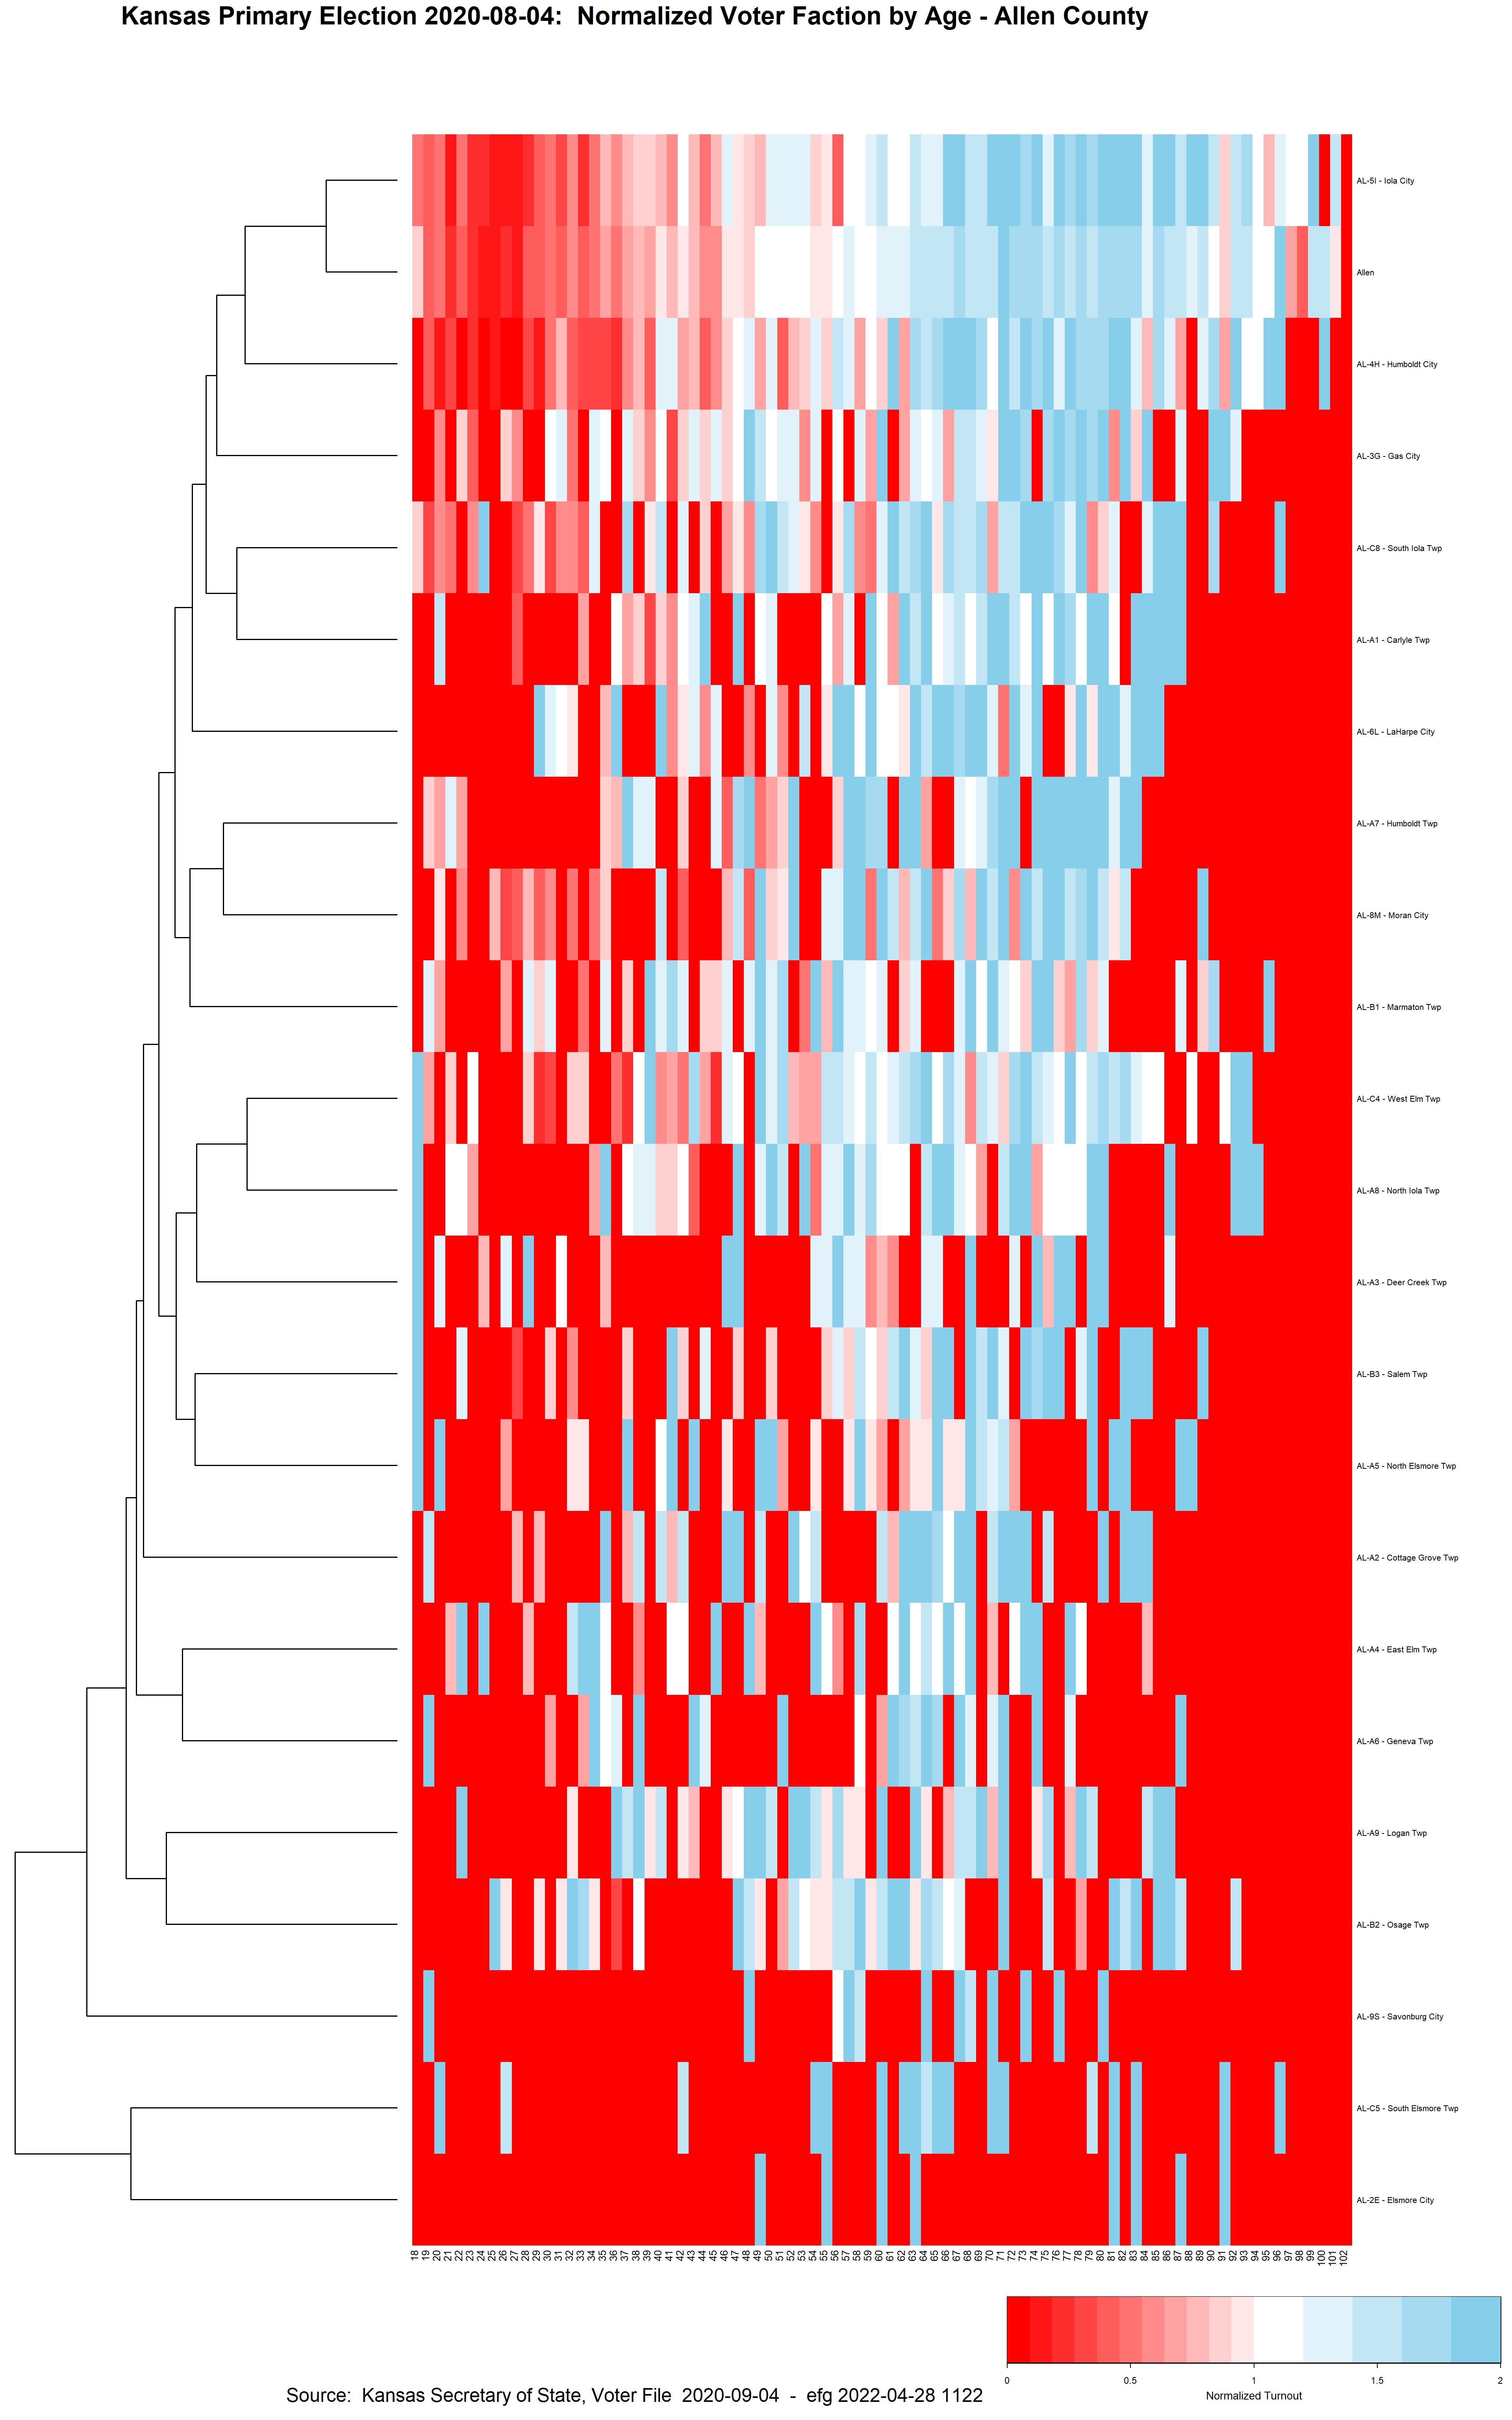 Kansas Primary Election 2020-08-04:  Normalized Voter Faction by Age - Allen County
AL-5I - Iola City
Allen
AL-4H - Humboldt City
AL-3G - Gas City
AL-C8 - South Iola Twp
AL-A1 - Carlyle Twp
AL-6L - LaHarpe City
AL-A7 - Humboldt Twp
AL-8M - Moran City
AL-B1 - Marmaton Twp
AL-C4 - West Elm Twp
AL-A8 - North Iola Twp
AL-A3 - Deer Creek Twp
AL-B3 - Salem Twp
AL-A5 - North Elsmore Twp
AL-A2 - Cottage Grove Twp
AL-A4 - East Elm Twp
AL-A6 - Geneva Twp
AL-A9 - Logan Twp
AL-B2 - Osage Twp
AL-9S - Savonburg City
AL-C5 - South Elsmore Twp
AL-2E - Elsmore City
18 19 20 21 22 23 24 25 26 27 28 29 30 31 32 33 34 35 36 37 38 39 40 41 42 43 44 45 46 47 48 49 50 51 52 53 54 55 56 57 58 59 60 61 62 63 64 65 66 67 68 69 70 71 72 73 74 75 76 77 78 79 80 81 82 83 84 85 86 87 88 89 90 91 92 93 94 95 96 97 98 99 100 101 102
0 0.5 1 1.5 2
Normalized Turnout
Source:  Kansas Secretary of State, Voter File  2020-09-04  -  efg 2022-04-28 1122